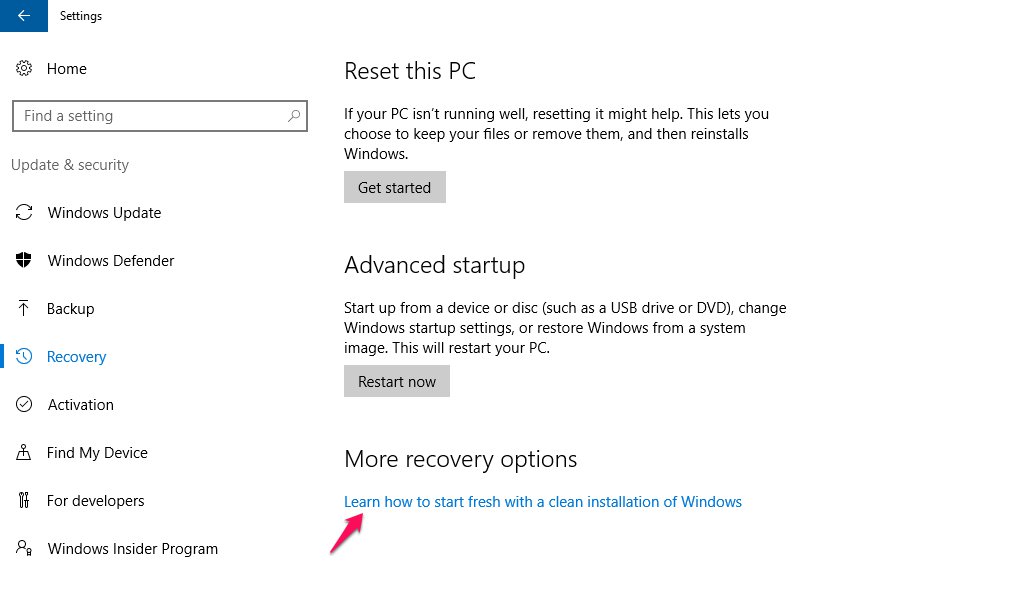 Settings
Home
Find a setting
Update & security
Windows Update
Windows Defender
Backup
Recovery
Activation
Find My Device
For developers
Windows Insider Program
Reset this PC
If your PC isn't running well, resetting it might help. This lets you
choose to keep your files or remove them, and then reinstalls
Windows.
Get started
Advanced startup
Start up from a device or disc (such as a USB drive or DVD), change
Windows startup settings, or restore Windows from a system
image. This will restart your PC.
Restart now
More recovery options
Learn how to start fresh with a clean installation of Windows